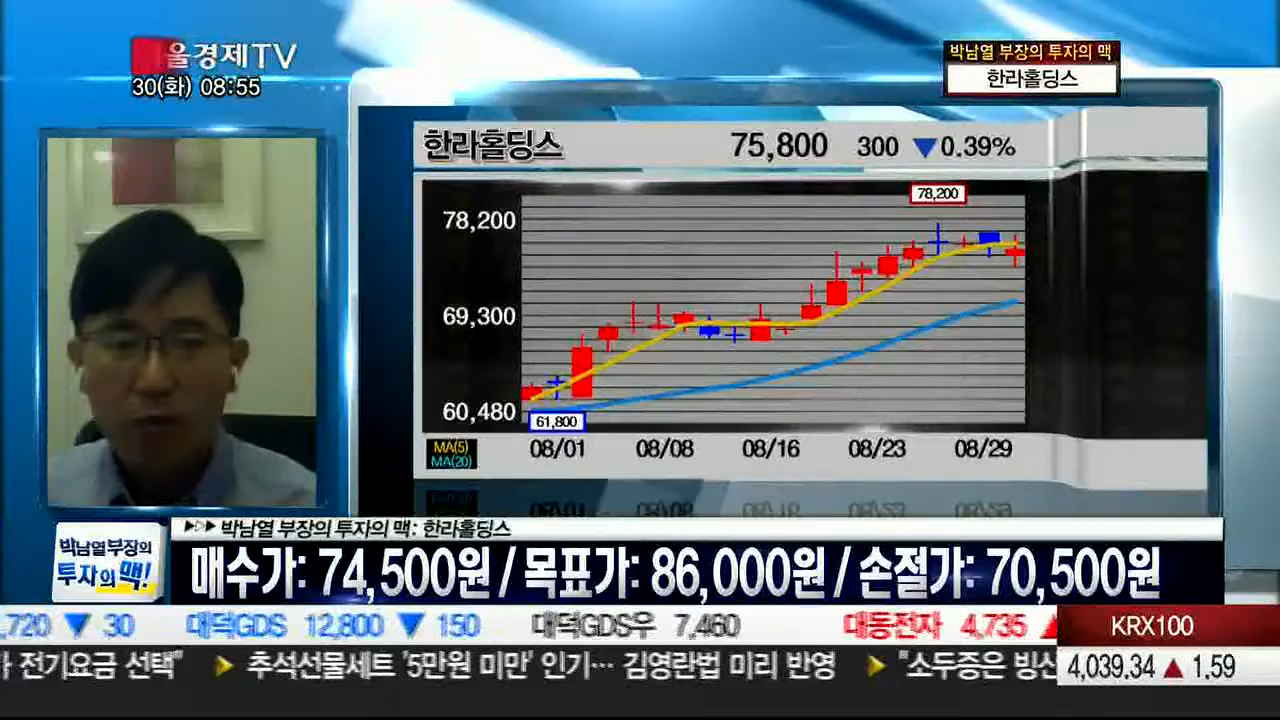 울경제TV
30(화) 08:55
박남열 부장의 투자의 맥
한라홀딩스
한라홀딩스 75,800 300 ▼0.39%
78,200
78,200
69,300
60,480
61,800
MA(5)
MA(20)
08/01 08/08 08/16 08/23 08/29
박남열 부장의 투자의 맥: 한라홀딩스
박남열부장의
투자의맥!
매수가: 74,500원 / 목표가: 86,000원 / 손절가: 70,500원
,720 ▼ 30 대덕GDS 12,800 ▼ 150 대덕GDS우 7,460 대동전자 4,735 ▲
KRX100
전기요금 선택" ▶ 추석선물세트 '5만원 미만' 인기… 김영란법 미리 반영 ▶ "소두증은 빙산
4,039.34 ▲ 1.59